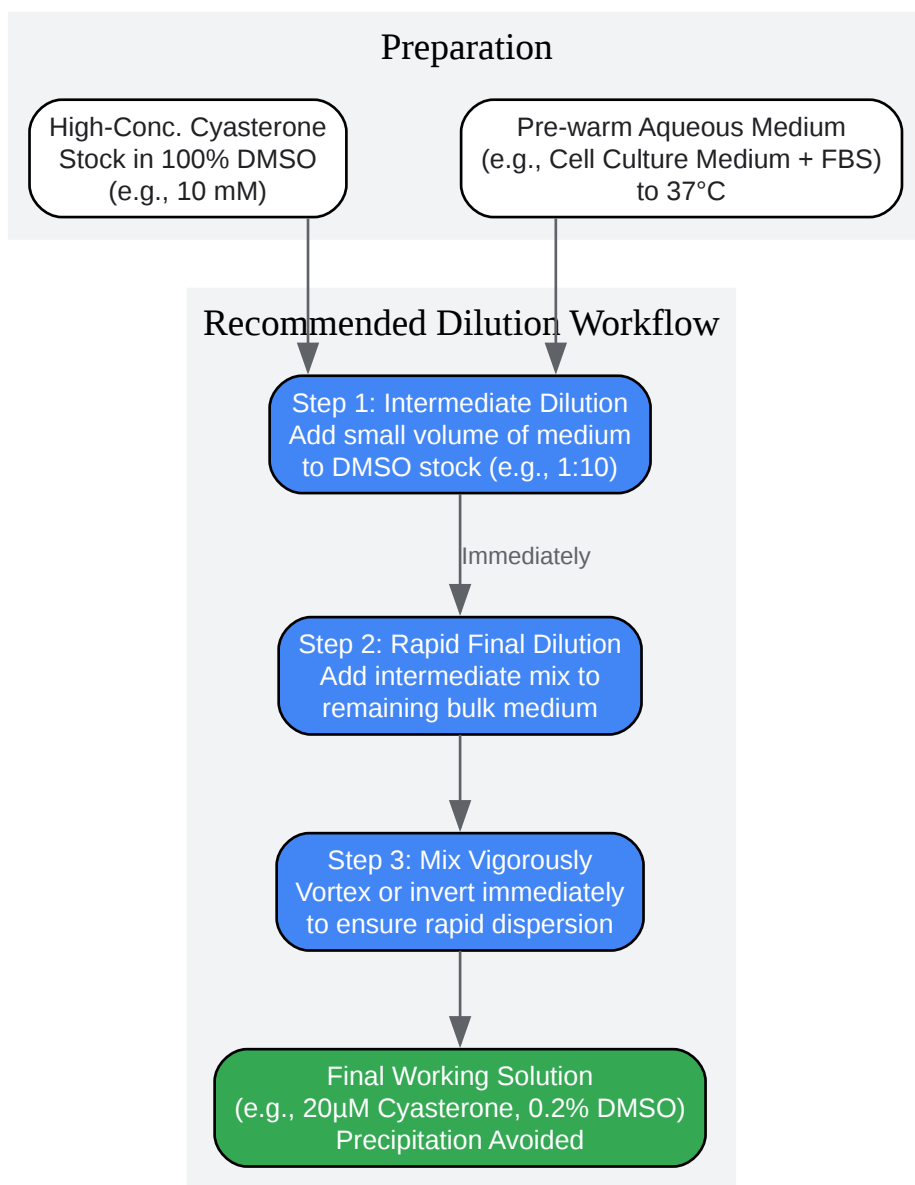 Preparation
High-Conc. Cyasterone
Stock in 100% DMSO
(e.g., 10 mM)
Pre-warm Aqueous Medium
(e.g., Cell Culture Medium + FBS)
to 37°C
Recommended Dilution Workflow
Step 1: Intermediate Dilution
Add small volume of medium
to DMSO stock (e.g., 1:10)
Immediately
Step 2: Rapid Final Dilution
Add intermediate mix to
remaining bulk medium
Step 3: Mix Vigorously
Vortex or invert immediately
to ensure rapid dispersion
Final Working Solution
(e.g., 20µM Cyasterone, 0.2% DMSO)
Precipitation Avoided